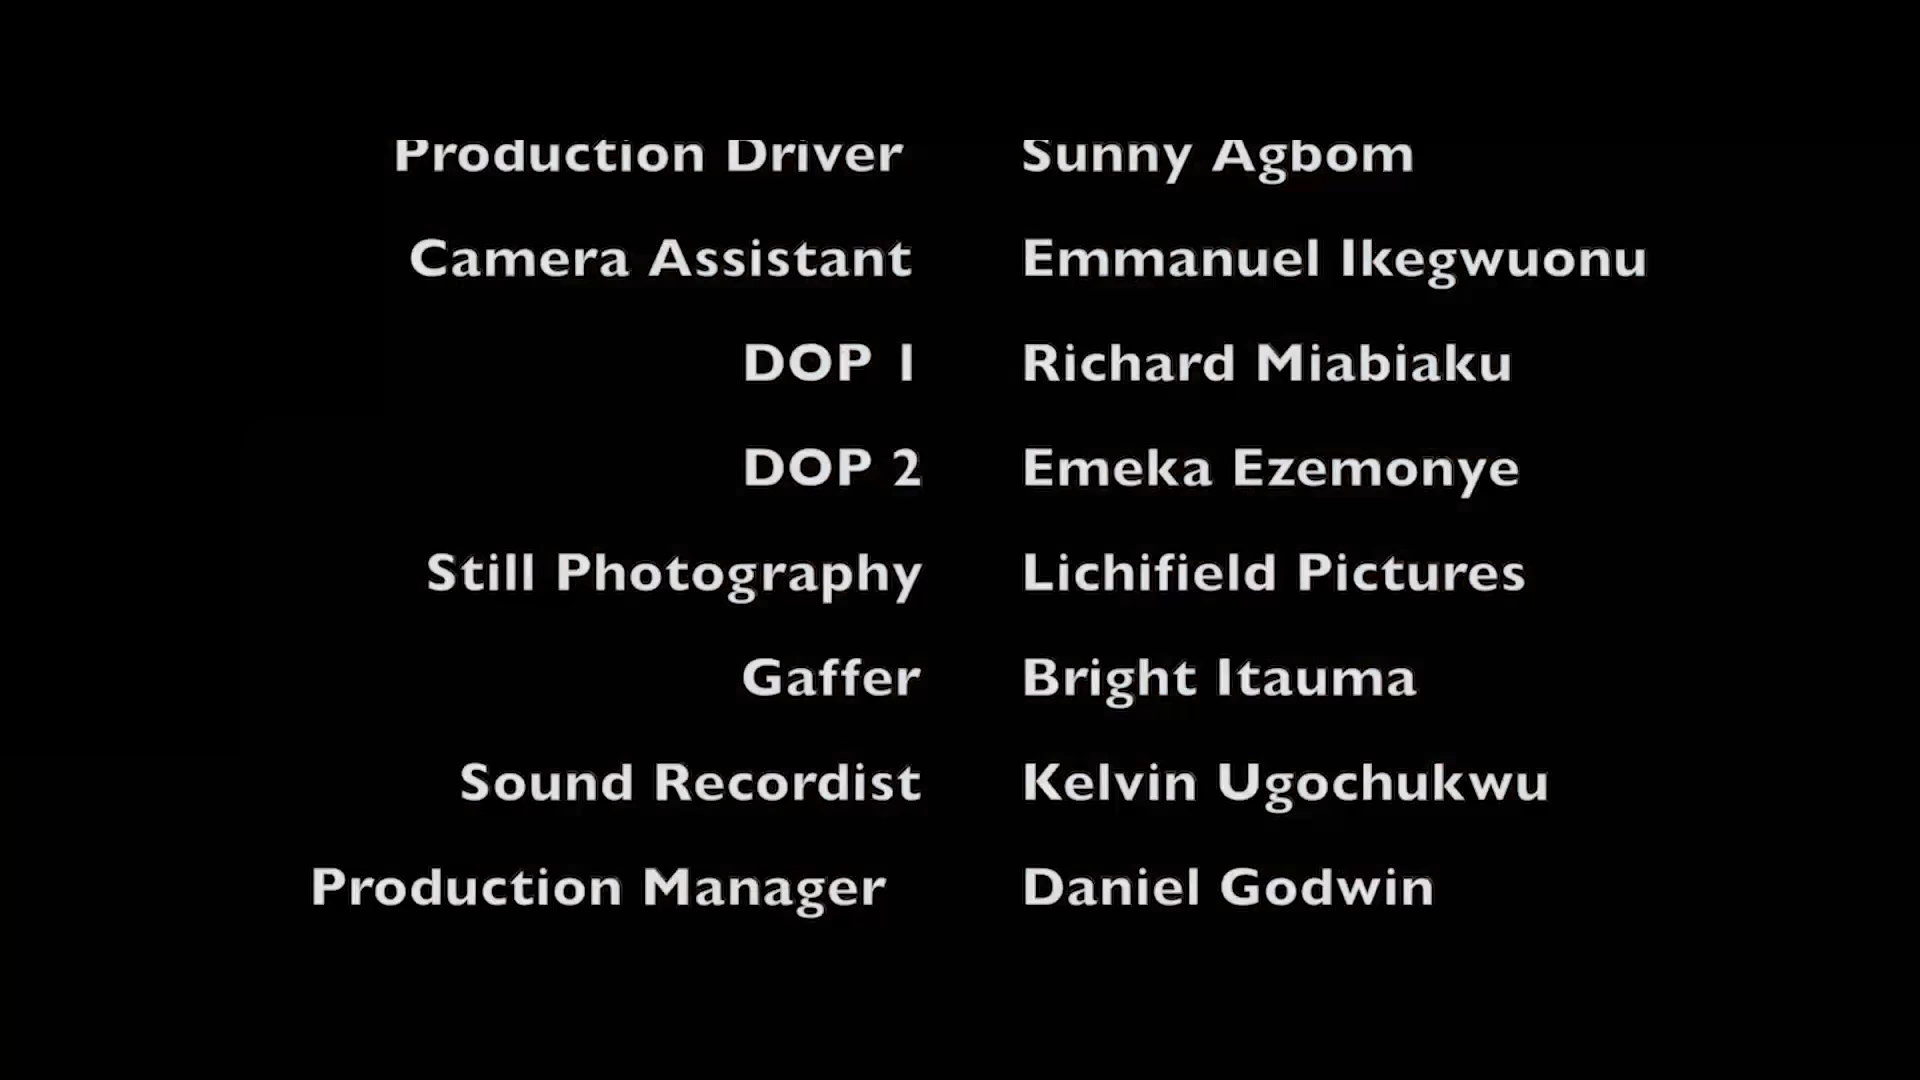 Production Driver Sunny Agbom
Camera Assistant Emmanuel Ikegwuonu
DOP 1 Richard Miabiaku
DOP 2 Emeka Ezemonye
Still Photography Lichifield Pictures
Gaffer Bright Itauma
Sound Recordist Kelvin Ugochukwu
Production Manager Daniel Godwin